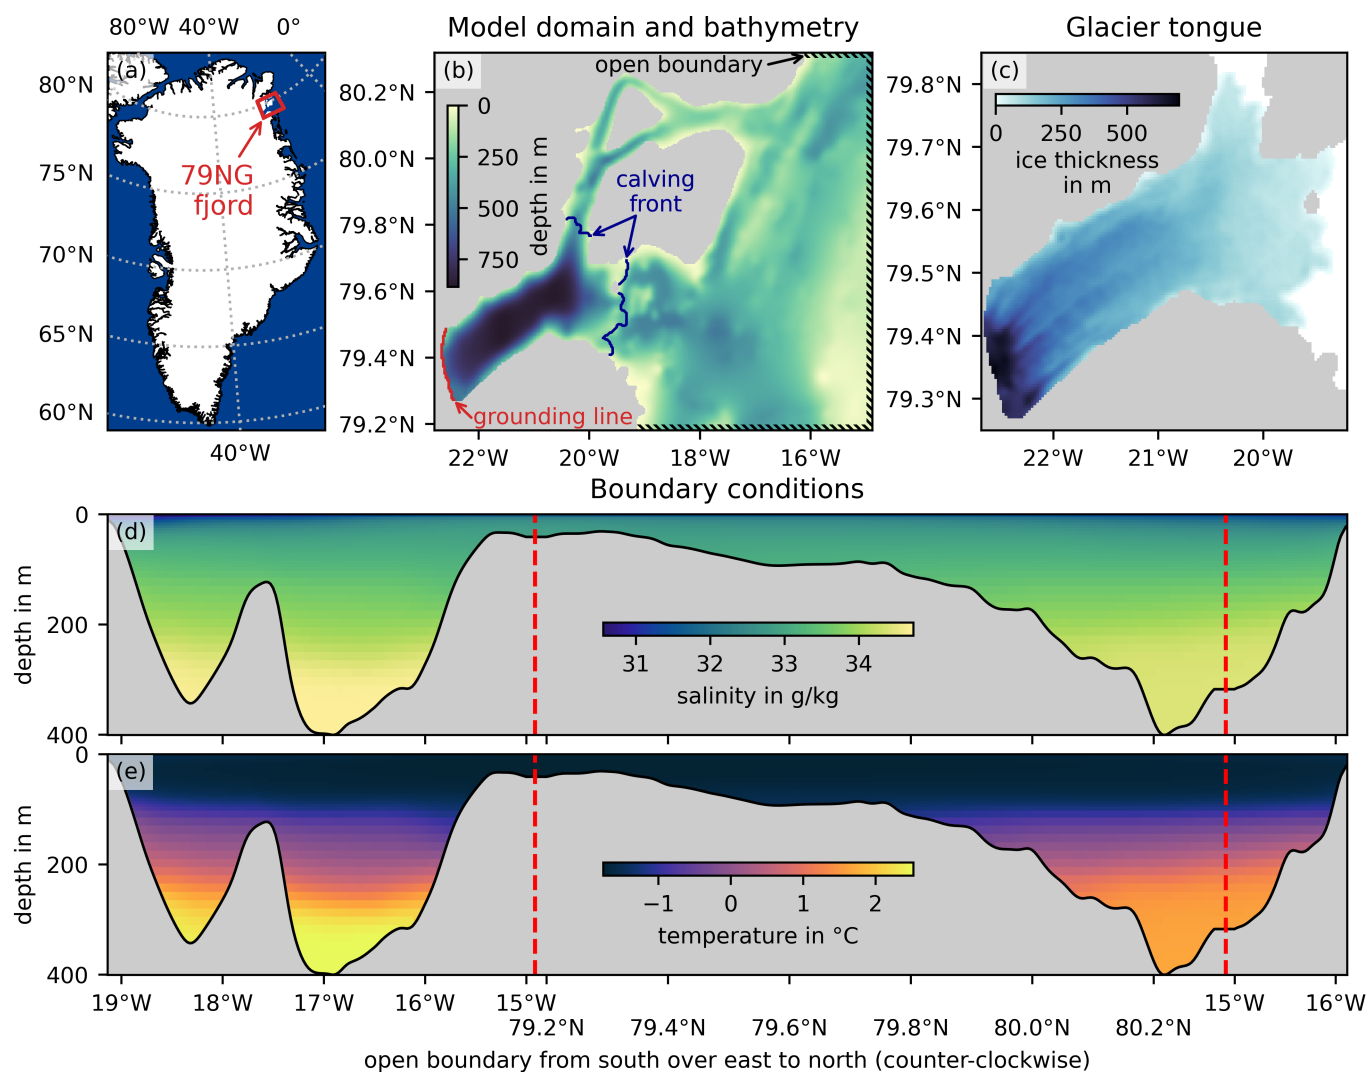 80°W 40°W 0°
Model domain and bathymetry
Glacier tongue
(a)
80°N
75°N
70°N
65°N
60°N
40°W
79NG
fjord
(b)
open boundary
80.2°N
80.0°N
79.8°N
79.6°N
79.4°N
79.2°N
0
250
500
750
depth in m
calving
front
grounding line
22°W 20°W 18°W 16°W
(c)
79.8°N
79.7°N
79.6°N
79.5°N
79.4°N
79.3°N
0 250 500
ice thickness
in m
22°W 21°W 20°W
Boundary conditions
(d)
0
200
400
depth in m
31 32 33 34
salinity in g/kg
(e)
0
200
400
depth in m
−1 0 1 2
temperature in °C
19°W 18°W 17°W 16°W 15°W 15°W 16°W
79.2°N 79.4°N 79.6°N 79.8°N 80.0°N 80.2°N
open boundary from south over east to north (counter-clockwise)